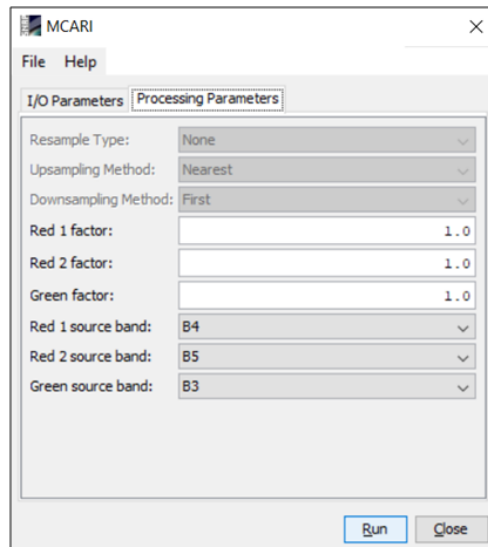 MCARI
File Help
I/O Parameters Processing Parameters
Resample Type: None
Upsampling Method: Nearest
Downsampling Method: First
Red 1 factor: 1.0
Red 2 factor: 1.0
Green factor: 1.0
Red 1 source band: B4
Red 2 source band: B5
Green source band: B3
Run Close